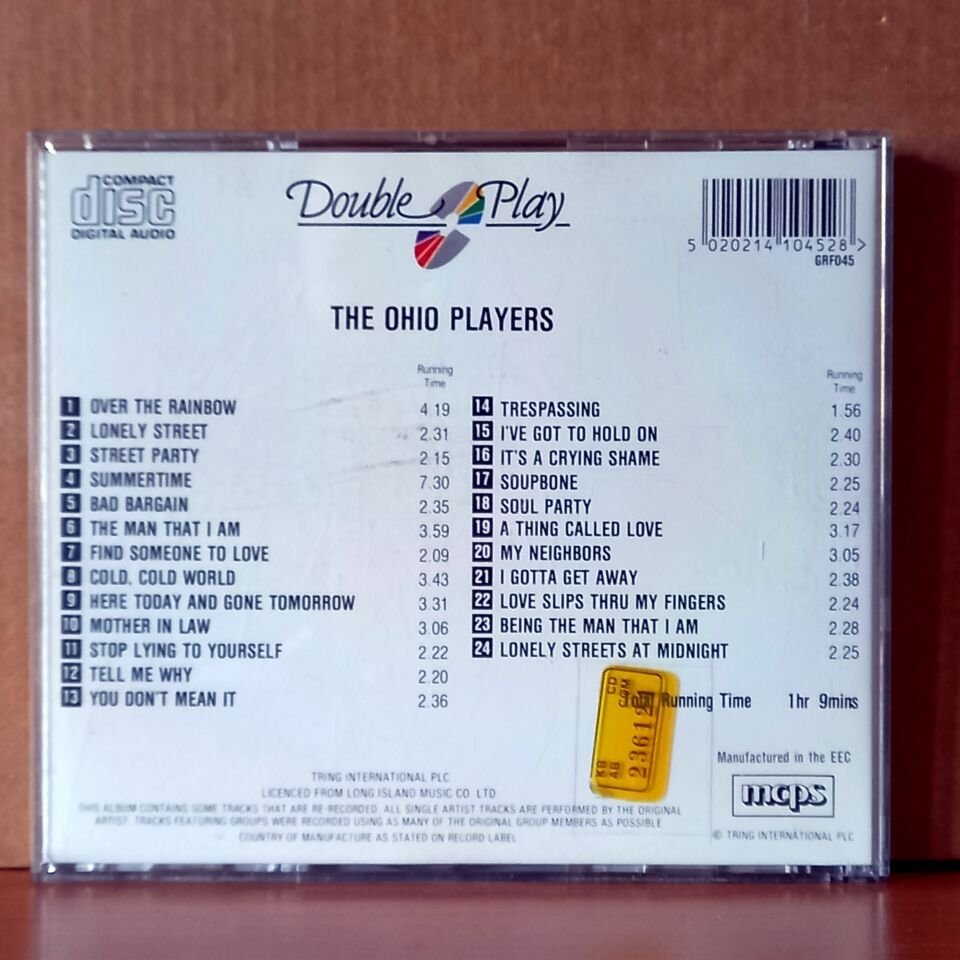 COMPACT
disc
DIGITAL AUDIO
Double Play
5 020214 104528 >
GRF045
THE OHIO PLAYERS
Running
Time
1 OVER THE RAINBOW 4.19
2 LONELY STREET 2.31
3 STREET PARTY 2.15
4 SUMMERTIME 7.30
5 BAD BARGAIN 2.35
6 THE MAN THAT I AM 3.59
7 FIND SOMEONE TO LOVE 2.09
8 COLD, COLD WORLD 3.43
9 HERE TODAY AND GONE TOMORROW 3.31
10 MOTHER IN LAW 3.06
11 STOP LYING TO YOURSELF 2.22
12 TELL ME WHY 2.20
13 YOU DON'T MEAN IT 2.36
Running
Time
14 TRESPASSING 1.56
15 I'VE GOT TO HOLD ON 2.40
16 IT'S A CRYING SHAME 2.30
17 SOUPBONE 2.25
18 SOUL PARTY 2.24
19 A THING CALLED LOVE 3.17
20 MY NEIGHBORS 3.05
21 I GOTTA GET AWAY 2.38
22 LOVE SLIPS THRU MY FINGERS 2.24
23 BEING THE MAN THAT I AM 2.28
24 LONELY STREETS AT MIDNIGHT 2.25
Running Time 1hr 9mins
CD
COM
KB
AB
236121
Manufactured in the EEC
mcps
© TRING INTERNATIONAL PLC
TRING INTERNATIONAL PLC
LICENCED FROM LONG ISLAND MUSIC CO. LTD
THIS ALBUM CONTAINS SOME TRACKS THAT ARE RE-RECORDED. ALL SINGLE ARTIST TRACKS ARE PERFORMED BY THE ORIGINAL
ARTIST. TRACKS FEATURING GROUPS WERE RECORDED USING AS MANY OF THE ORIGINAL GROUP MEMBERS AS POSSIBLE
COUNTRY OF MANUFACTURE AS STATED ON RECORD LABEL